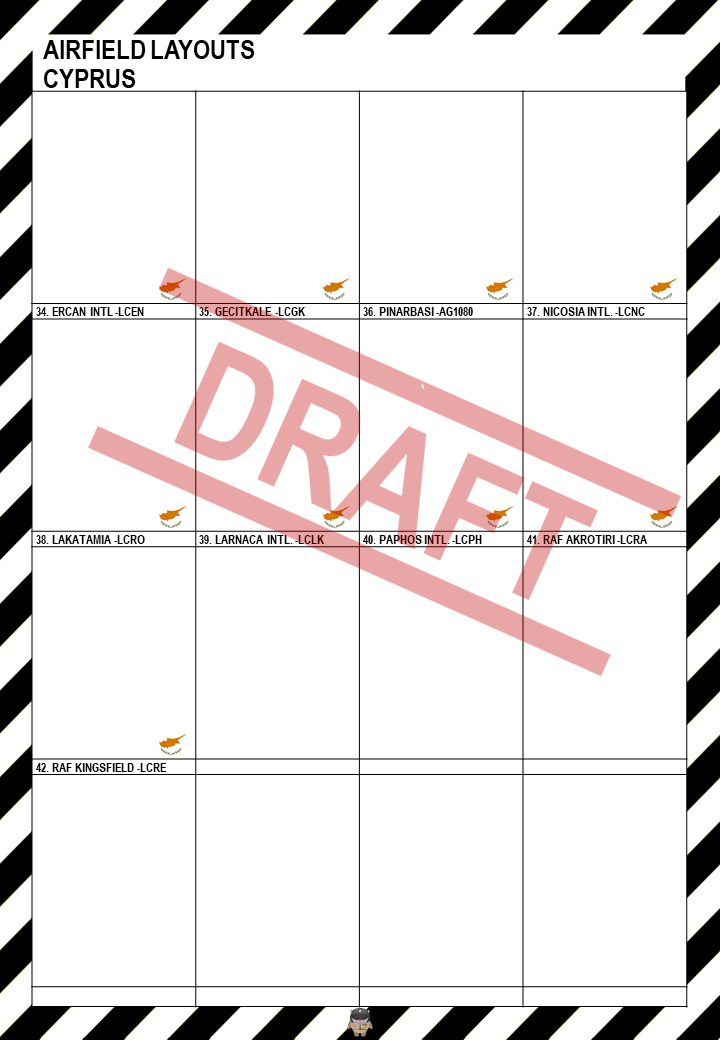 AIRFIELD LAYOUTS
CYPRUS
34. ERCAN INTL -LCEN
35. GECITKALE -LCGK
36. PINARBASI -AG1080
37. NICOSIA INTL. -LCNC
38. LAKATAMIA -LCRO
39. LARNACA INTL. -LCLK
40. PAPHOS INTL. -LCPH
41. RAF AKROTIRI -LCRA
42. RAF KINGSFIELD -LCRE
DRAFT